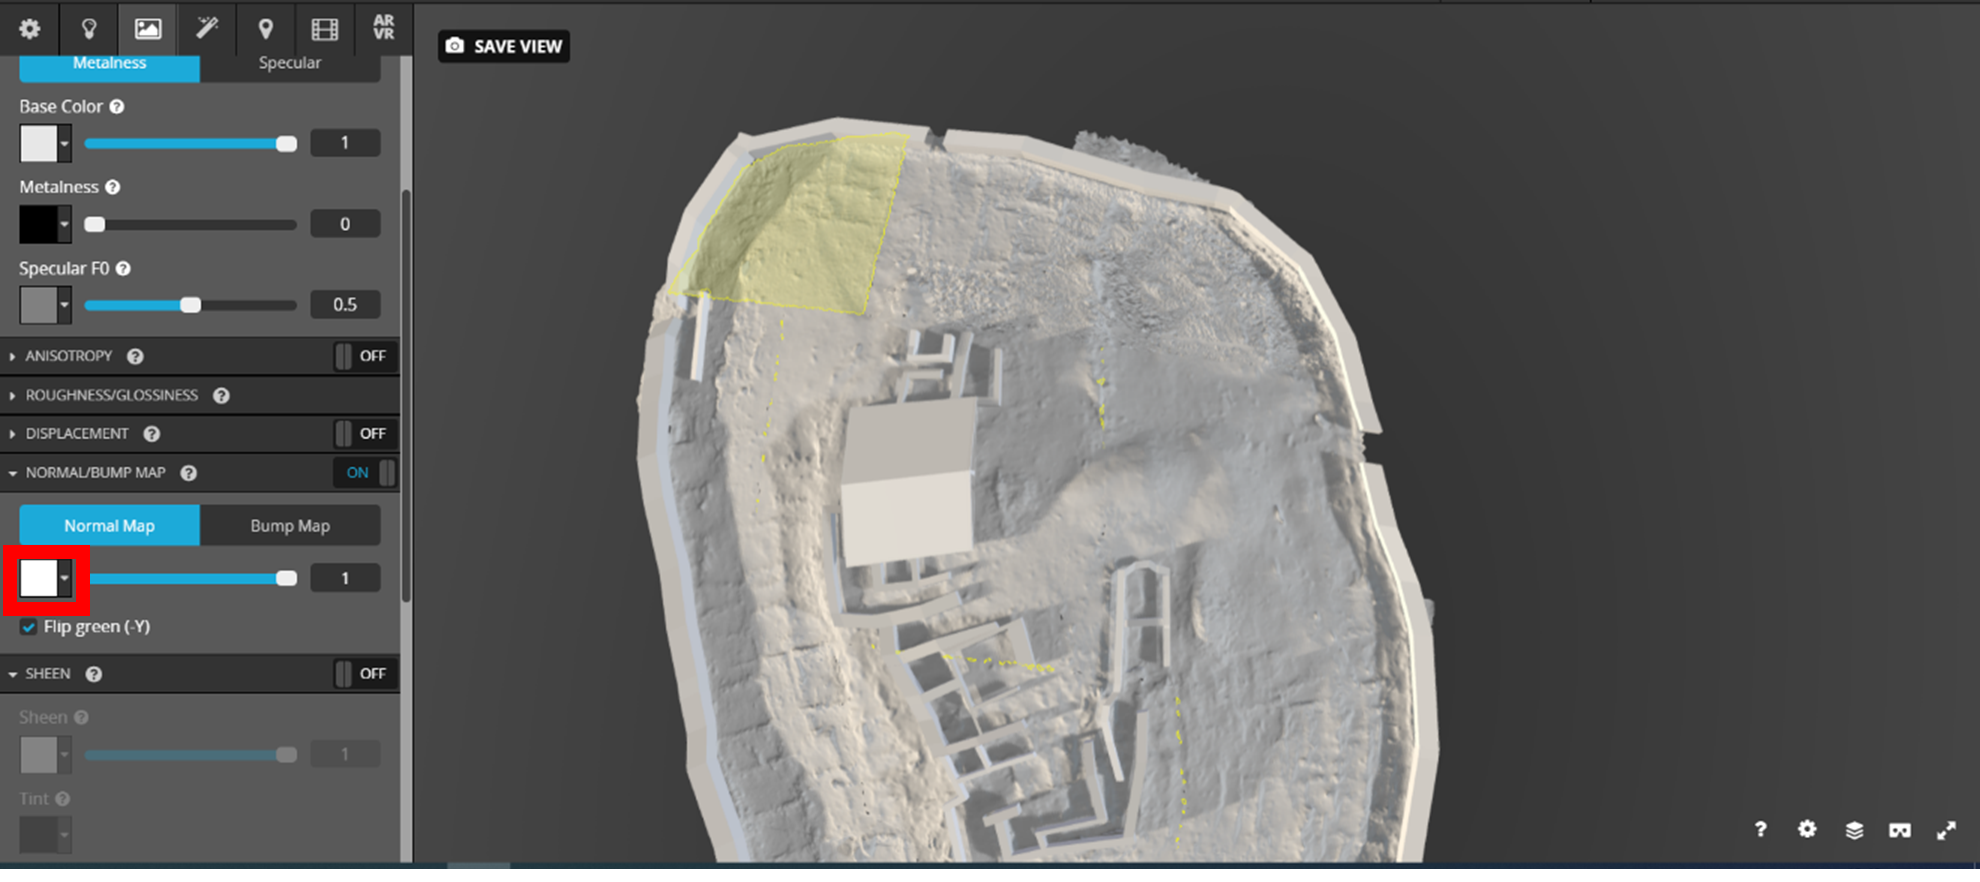 AR
VR
SAVE VIEW
Metalness Specular
Base Color ?
1
Metalness ?
0
Specular F0 ?
0.5
ANISOTROPY ? OFF
ROUGHNESS/GLOSSINESS ?
DISPLACEMENT ? OFF
NORMAL/BUMP MAP ? ON
Normal Map Bump Map
1
Flip green (-Y)
SHEEN ? OFF
Sheen ?
1
Tint ?
?